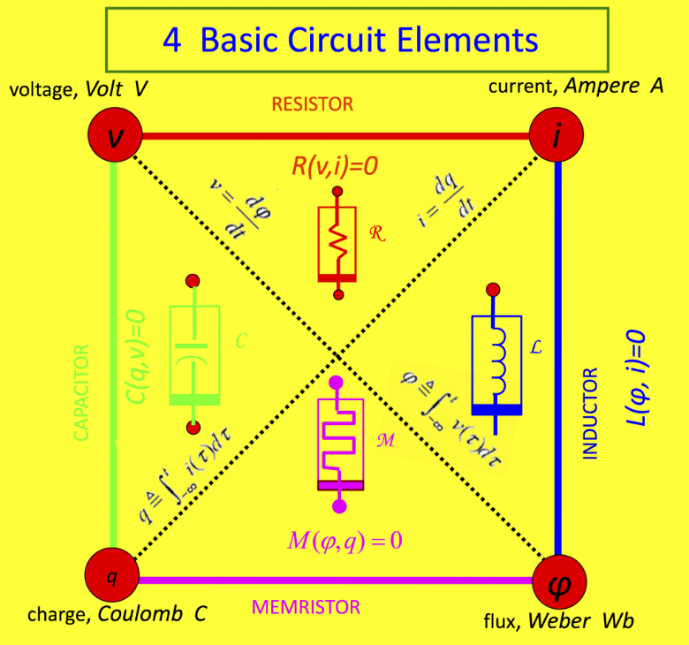 4 Basic Circuit Elements
voltage, Volt V
current, Ampere A
RESISTOR
v
i
R(v,i)=0
v = dφ/dt
i = dq/dt
ℛ
C
ℒ
CAPACITOR
C(q,v)=0
INDUCTOR
L(φ, i)=0
φ ≜ ∫_{-∞}^{t} v(τ)dτ
q ≜ ∫_{-∞}^{t} i(τ)dτ
ℳ
M(φ,q) = 0
q
φ
MEMRISTOR
charge, Coulomb C
flux, Weber Wb